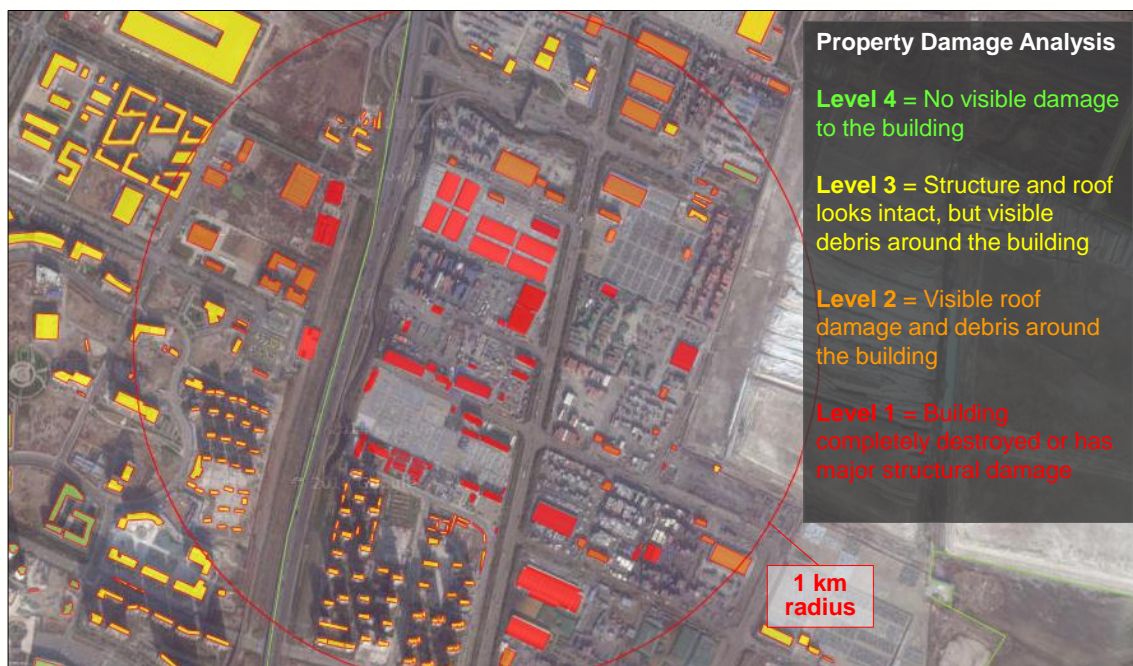 Property Damage Analysis
Level 4 = No visible damage
to the building
Level 3 = Structure and roof
looks intact, but visible
debris around the building
Level 2 = Visible roof
damage and debris around
the building
Level 1 = Building
completely destroyed or has
major structural damage
1 km
radius